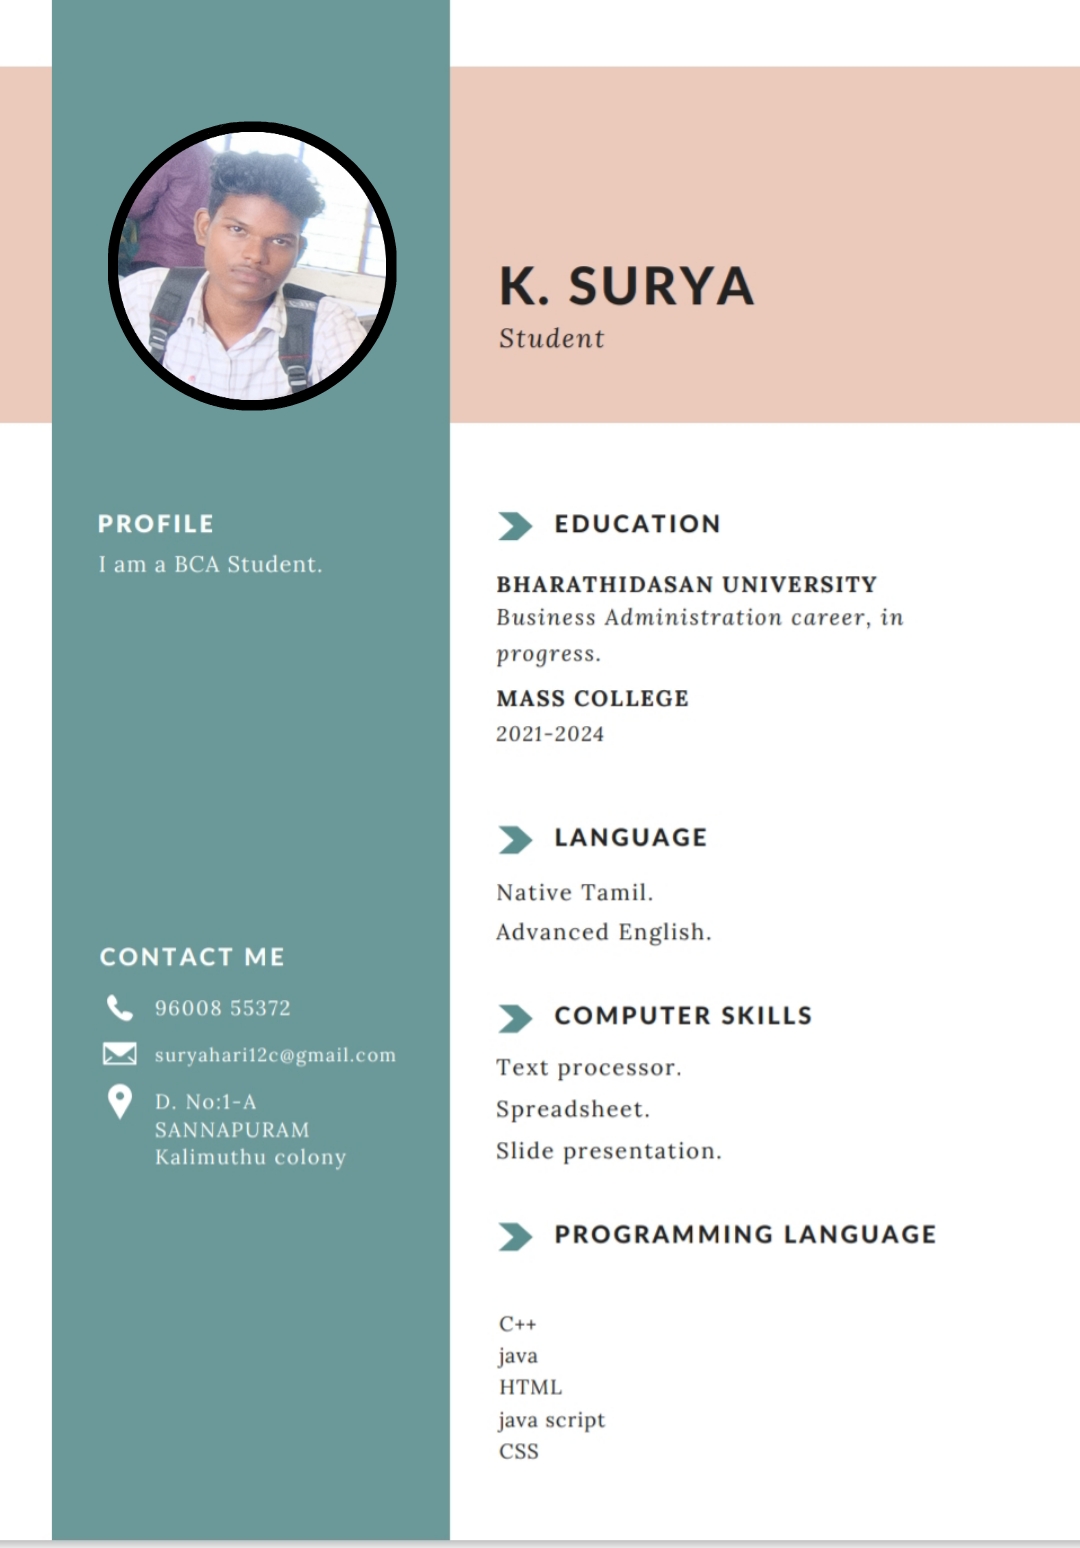 K. SURYA
Student
PROFILE
I am a BCA Student.
CONTACT ME
96008 55372
suryahari12c@gmail.com
D. No:1-A
SANNAPURAM
Kalimuthu colony
EDUCATION
BHARATHIDASAN UNIVERSITY
Business Administration career, in
progress.
MASS COLLEGE
2021-2024
LANGUAGE
Native Tamil.
Advanced English.
COMPUTER SKILLS
Text processor.
Spreadsheet.
Slide presentation.
PROGRAMMING LANGUAGE
C++
java
HTML
java script
CSS